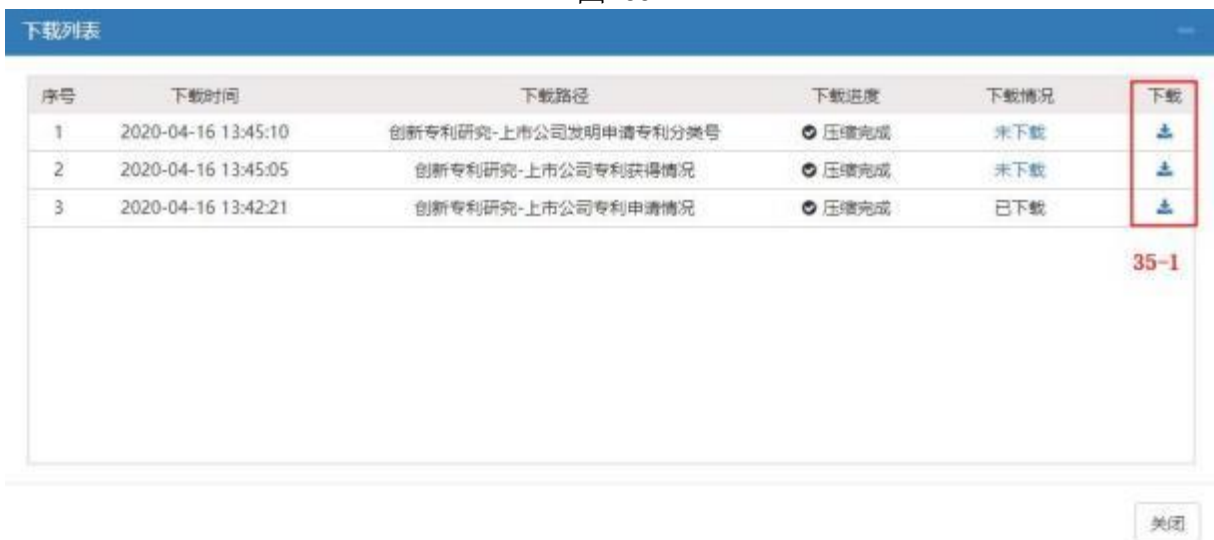 下载列表
序号 下载时间 下载路径 下载进度 下载情况 下载
1 2020-04-16 13:45:10 创新专利研究-上市公司发明申请专利分类号 压缩完成 未下载
2 2020-04-16 13:45:05 创新专利研究-上市公司专利获得情况 压缩完成 未下载
3 2020-04-16 13:42:21 创新专利研究-上市公司专利申请情况 压缩完成 已下载
35-1
关闭